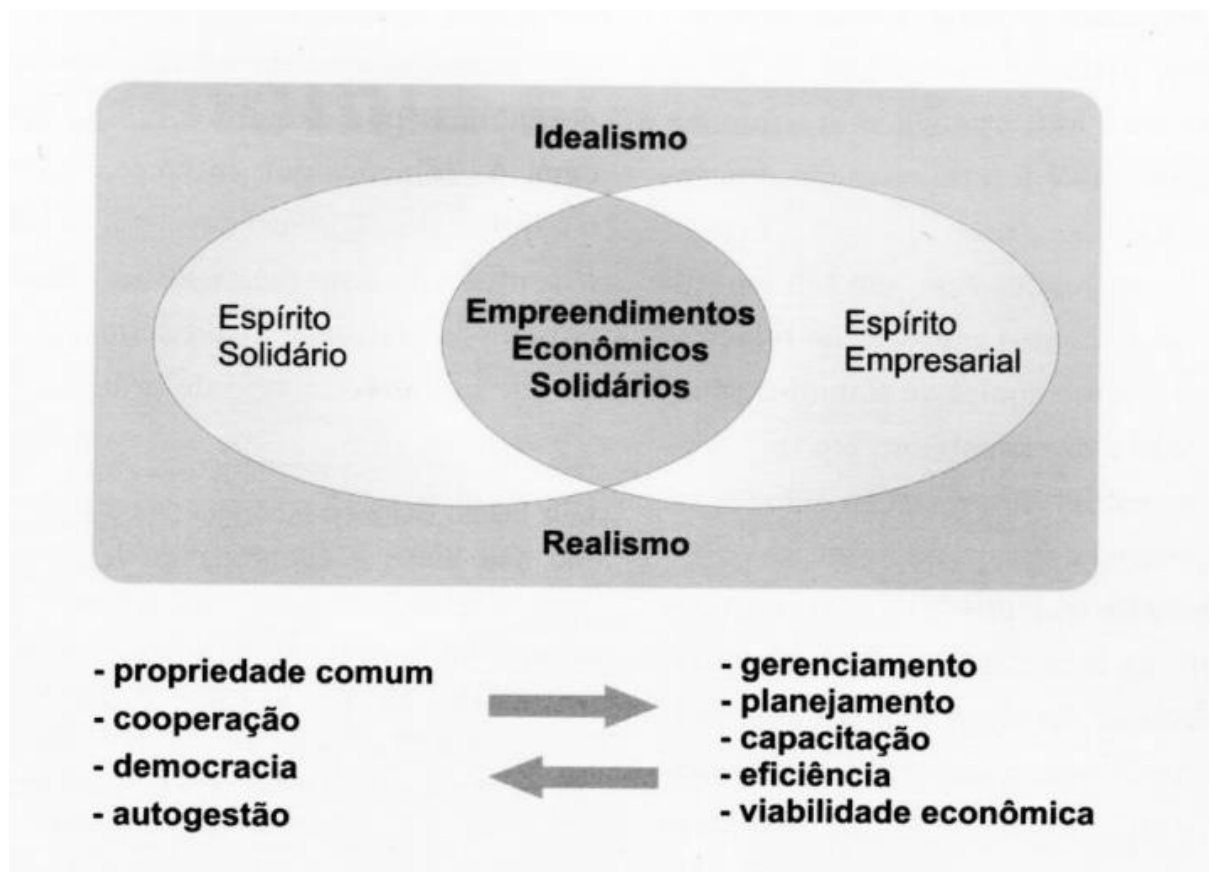 Idealismo
Espírito
Solidário
Empreendimentos
Econômicos
Solidários
Espírito
Empresarial
Realismo
- propriedade comum
- cooperação
- democracia
- autogestão
- gerenciamento
- planejamento
- capacitação
- eficiência
- viabilidade econômica